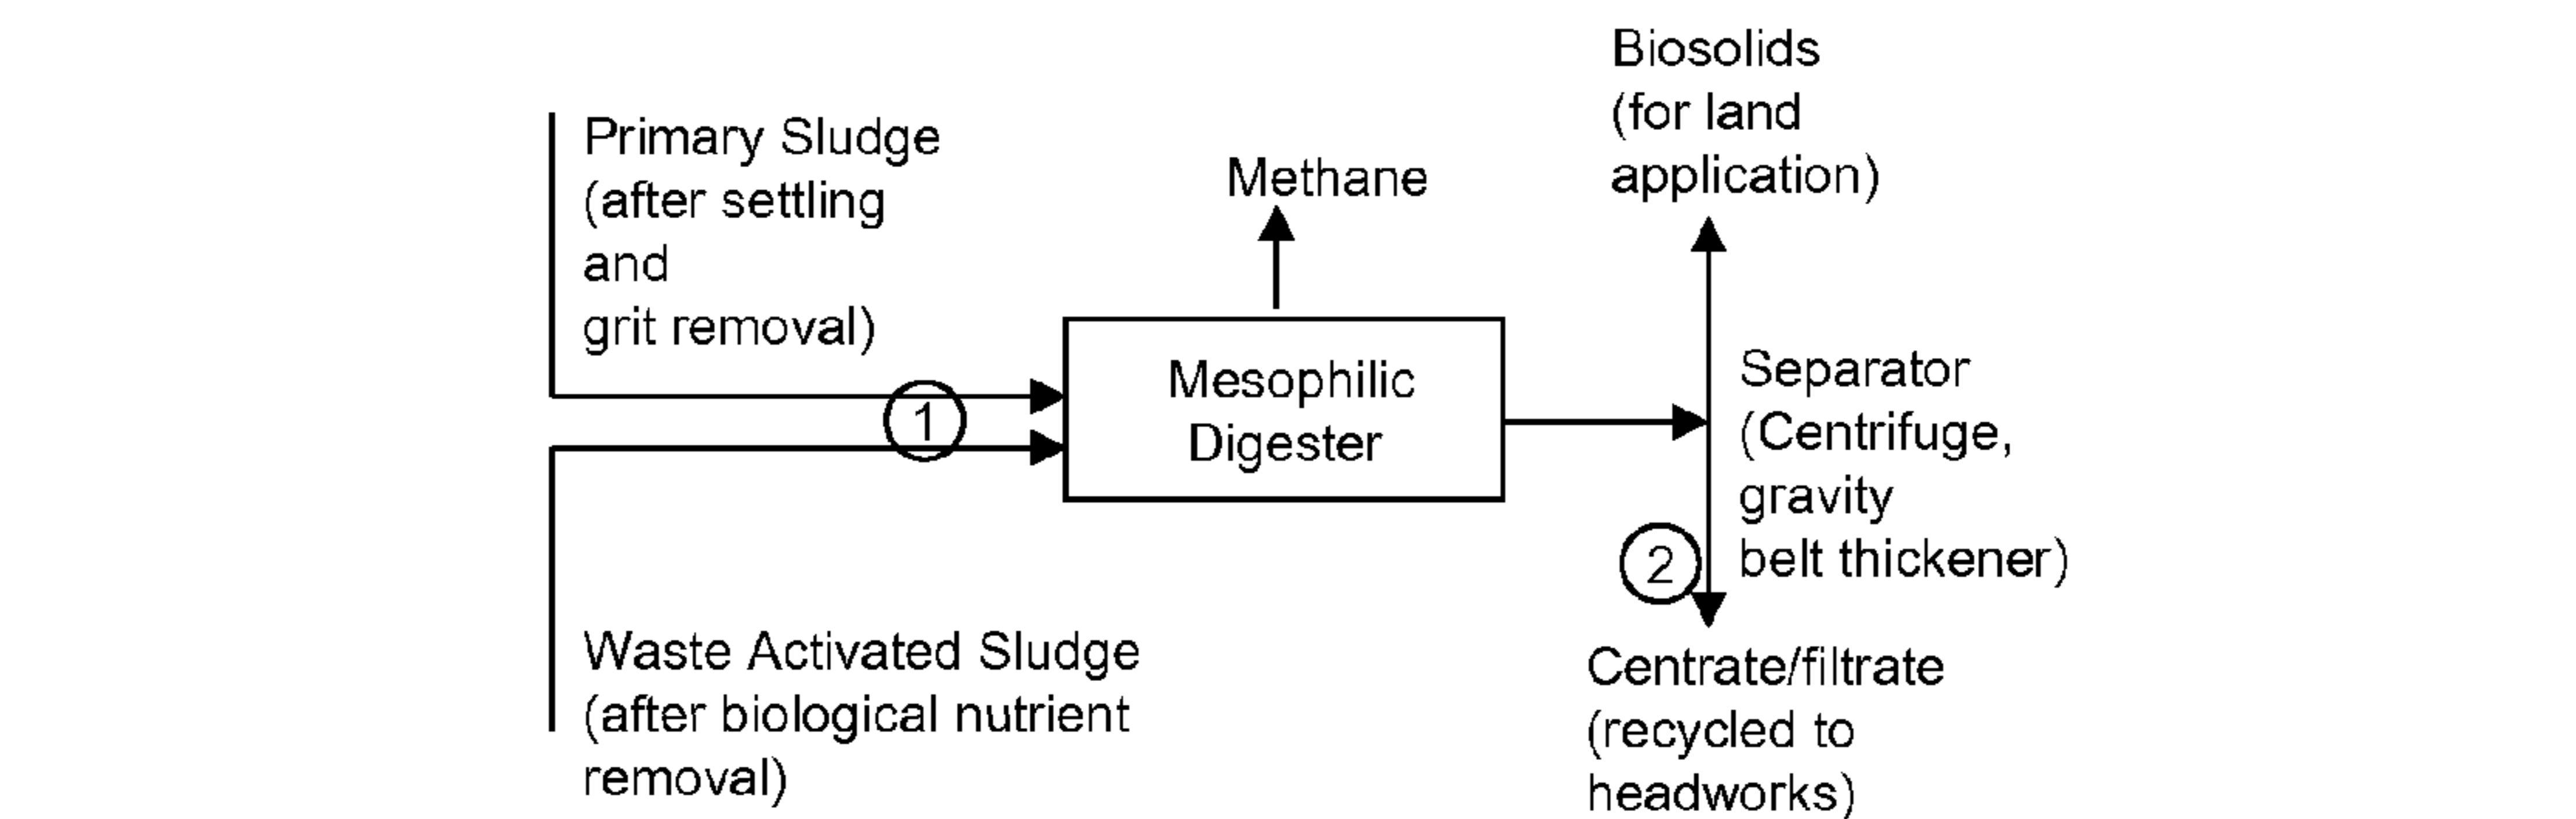 Primary Sludge
(after settling
and
grit removal)
1
Waste Activated Sludge
(after biological nutrient
removal)
Methane
Mesophilic
Digester
Biosolids
(for land
application)
Separator
(Centrifuge,
gravity
belt thickener)
2
Centrate/filtrate
(recycled to
headworks)